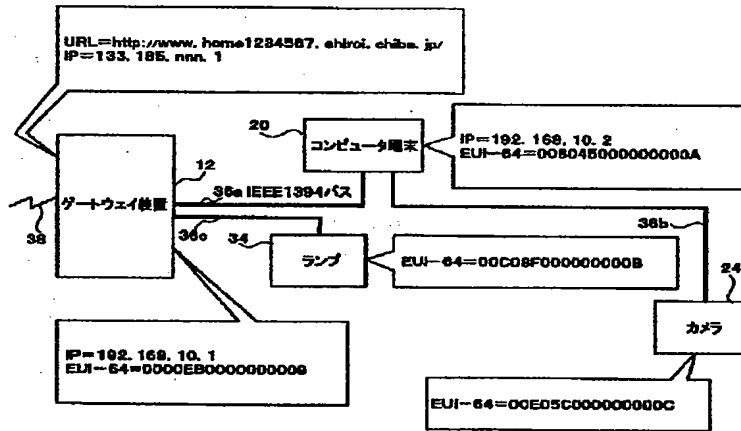 URL=http://www.home1234567.shiroi.chiba.jp/
IP=133.185.nnn.1
20
コンピュータ端末
IP=192.168.10.2
EUI-64=008045000000000A
12
ゲートウェイ装置
36a IEEE1394バス
38
36c
34
ランプ
EUI-64=00C08F000000000B
36b
24
カメラ
IP=192.168.10.1
EUI-64=0000EB0000000009
EUI-64=00E05C000000000C